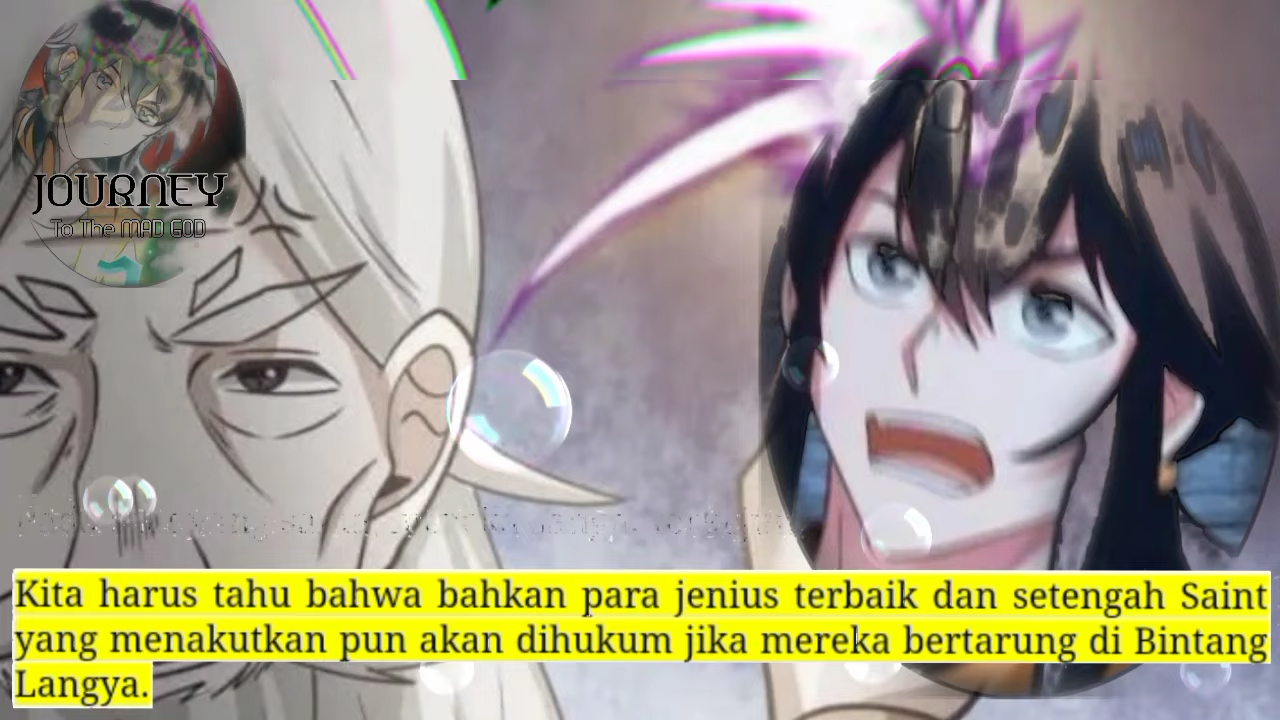 JOURNEY
To The MAD GOD
Kita harus tahu bahwa bahkan para jenius terbaik dan setengah Saint
yang menakutkan pun akan dihukum jika mereka bertarung di Bintang
Langya.